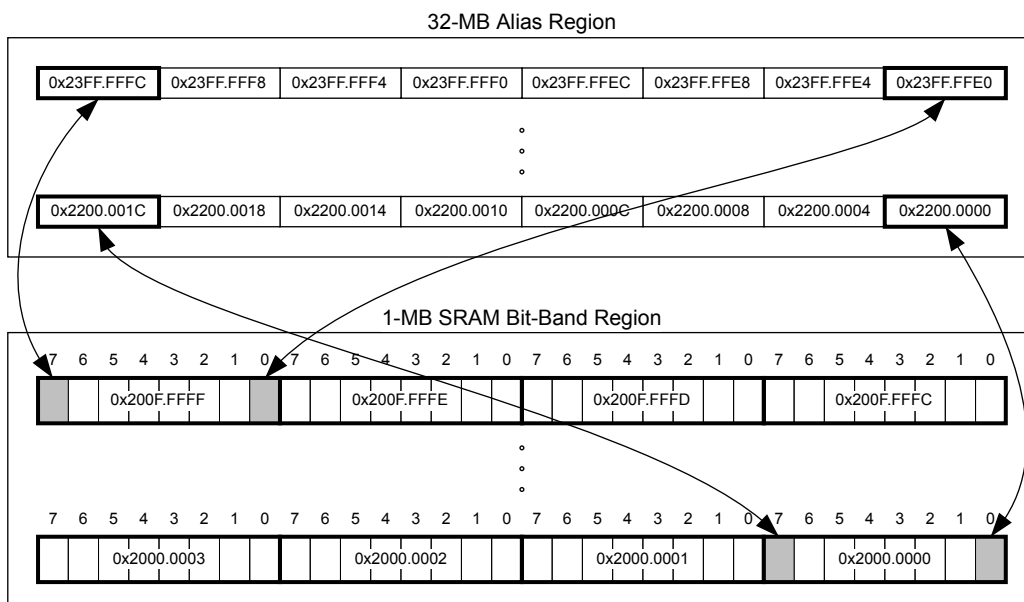 32-MB Alias Region
0x23FF.FFFC 0x23FF.FFF8 0x23FF.FFF4 0x23FF.FFF0 0x23FF.FFEC 0x23FF.FFE8 0x23FF.FFE4 0x23FF.FFE0
0x2200.001C 0x2200.0018 0x2200.0014 0x2200.0010 0x2200.000C 0x2200.0008 0x2200.0004 0x2200.0000
1-MB SRAM Bit-Band Region
7 6 5 4 3 2 1 0 7 6 5 4 3 2 1 0 7 6 5 4 3 2 1 0 7 6 5 4 3 2 1 0
0x200F.FFFF 0x200F.FFFE 0x200F.FFFD 0x200F.FFFC
7 6 5 4 3 2 1 0 7 6 5 4 3 2 1 0 7 6 5 4 3 2 1 0 7 6 5 4 3 2 1 0
0x2000.0003 0x2000.0002 0x2000.0001 0x2000.0000